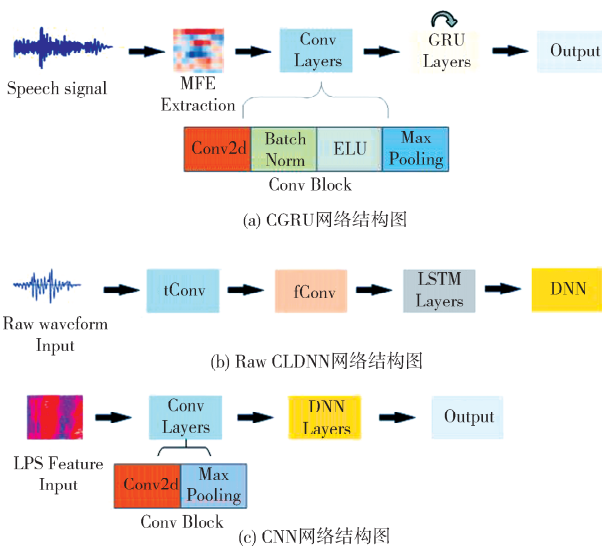 Speech signal
MFE
Extraction
Conv
Layers
GRU
Layers
Output
Conv2d
Batch
Norm
ELU
Max
Pooling
Conv Block
(a) CGRU网络结构图
Raw waveform
Input
tConv
fConv
LSTM
Layers
DNN
(b) Raw CLDNN网络结构图
LPS Feature
Input
Conv
Layers
DNN
Layers
Output
Conv2d
Max
Pooling
Conv Block
(c) CNN网络结构图